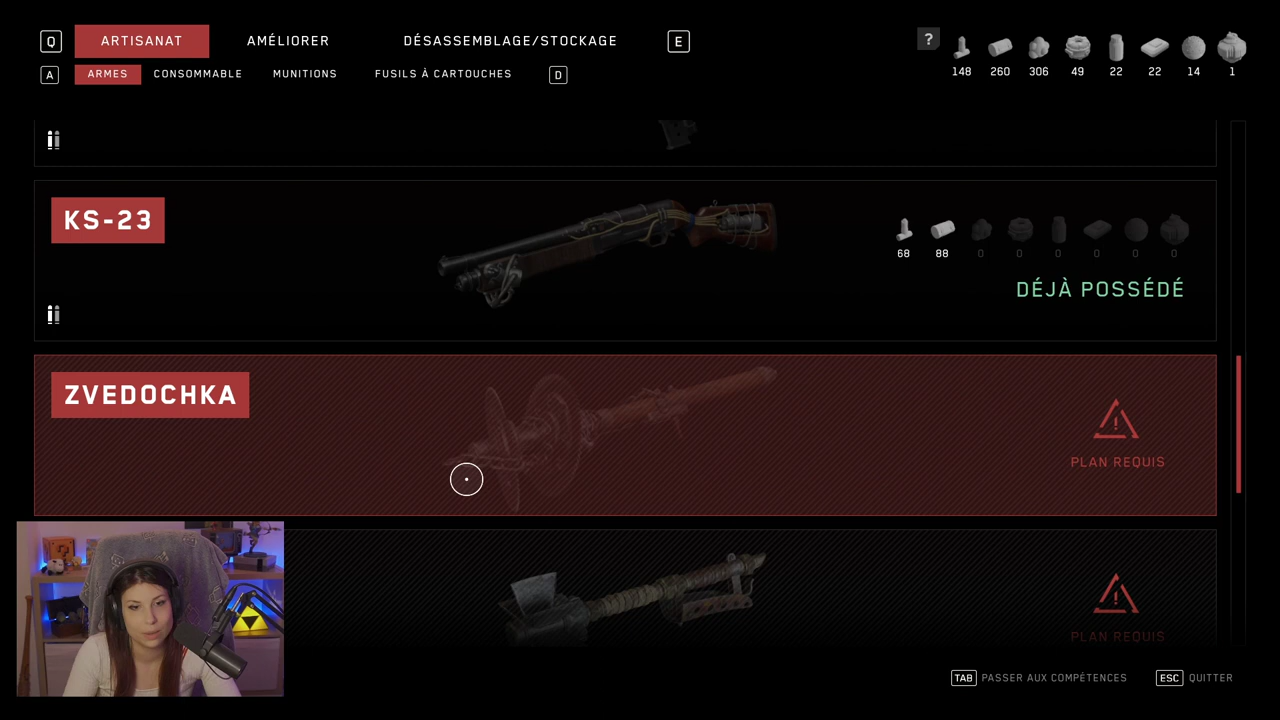 Q ARTISANAT AMÉLIORER DÉSASSEMBLAGE/STOCKAGE E ?
A ARMES CONSOMMABLE MUNITIONS FUSILS À CARTOUCHES D
148 260 306 49 22 22 14 1
KS-23
68 88 0 0 0 0 0 0
DÉJÀ POSSÉDÉ
ZVEDOCHKA
PLAN REQUIS
PLAN REQUIS
TAB PASSER AUX COMPÉTENCES ESC QUITTER